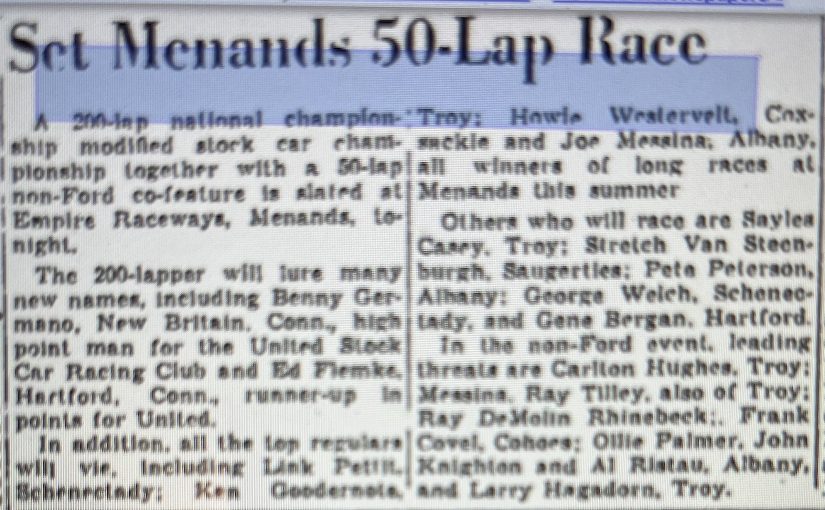 Set Menands 50-Lap Race
A 200-lap national champion-
ship modified stock car cham-
pionship together with a 50-lap
non-Ford co-feature is slated at
Empire Raceways, Menands, to-
night.
The 200-lapper will lure many
new names, including Benny Ger-
mano, New Britain, Conn., high
point man for the United Stock
Car Racing Club and Ed Flemke,
Hartford, Conn., runner-up in
points for United.
In addition, all the top regulars
will vie, including Link Pettit,
Schenectady; Ken Goodermote,
Troy; Howie Westervelt, Cox-
sackie and Joe Messina, Albany,
all winners of long races at
Menands this summer
Others who will race are Sayles
Casey, Troy; Stretch Van Steen-
burgh, Saugerties; Pete Peterson,
Albany; George Welch, Schenec-
tady, and Gene Bergan, Hartford.
In the non-Ford event, leading
threats are Carlton Hughes, Troy;
Messina, Ray Tilley, also of Troy;
Ray DeMolin Rhinebeck;. Frank
Covel, Cohoes; Ollie Palmer, John
Knighton and Al Ristau, Albany,
and Larry Hagadorn, Troy.